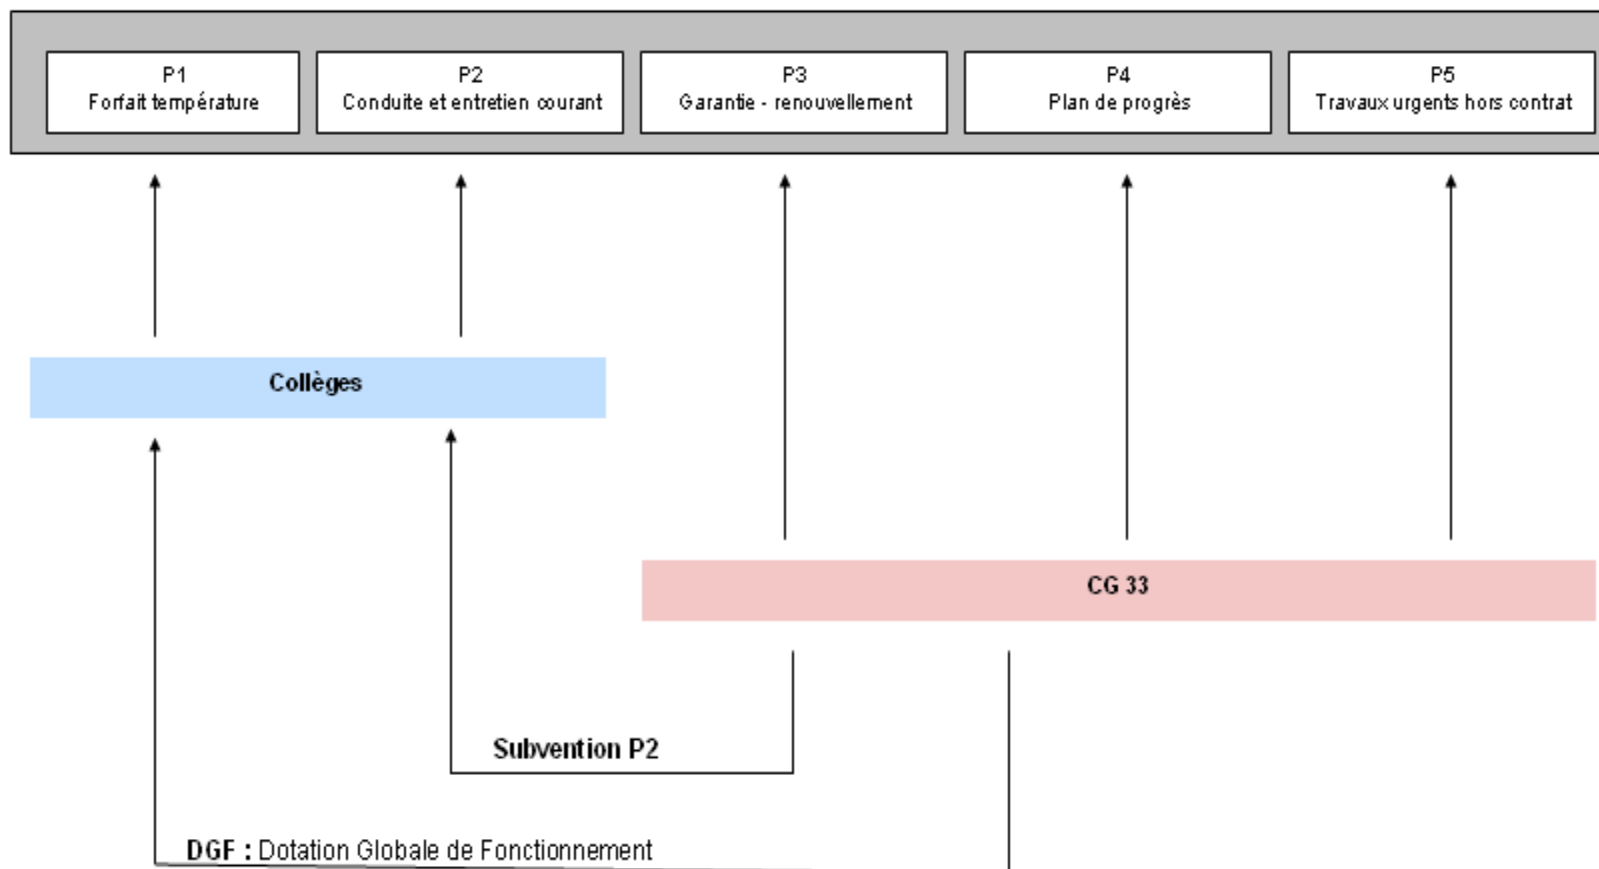 P1
Forfait température
P2
Conduite et entretien courant
P3
Garantie - renouvellement
P4
Plan de progrès
P5
Travaux urgents hors contrat
Collèges
CG 33
Subvention P2
DGF : Dotation Globale de Fonctionnement